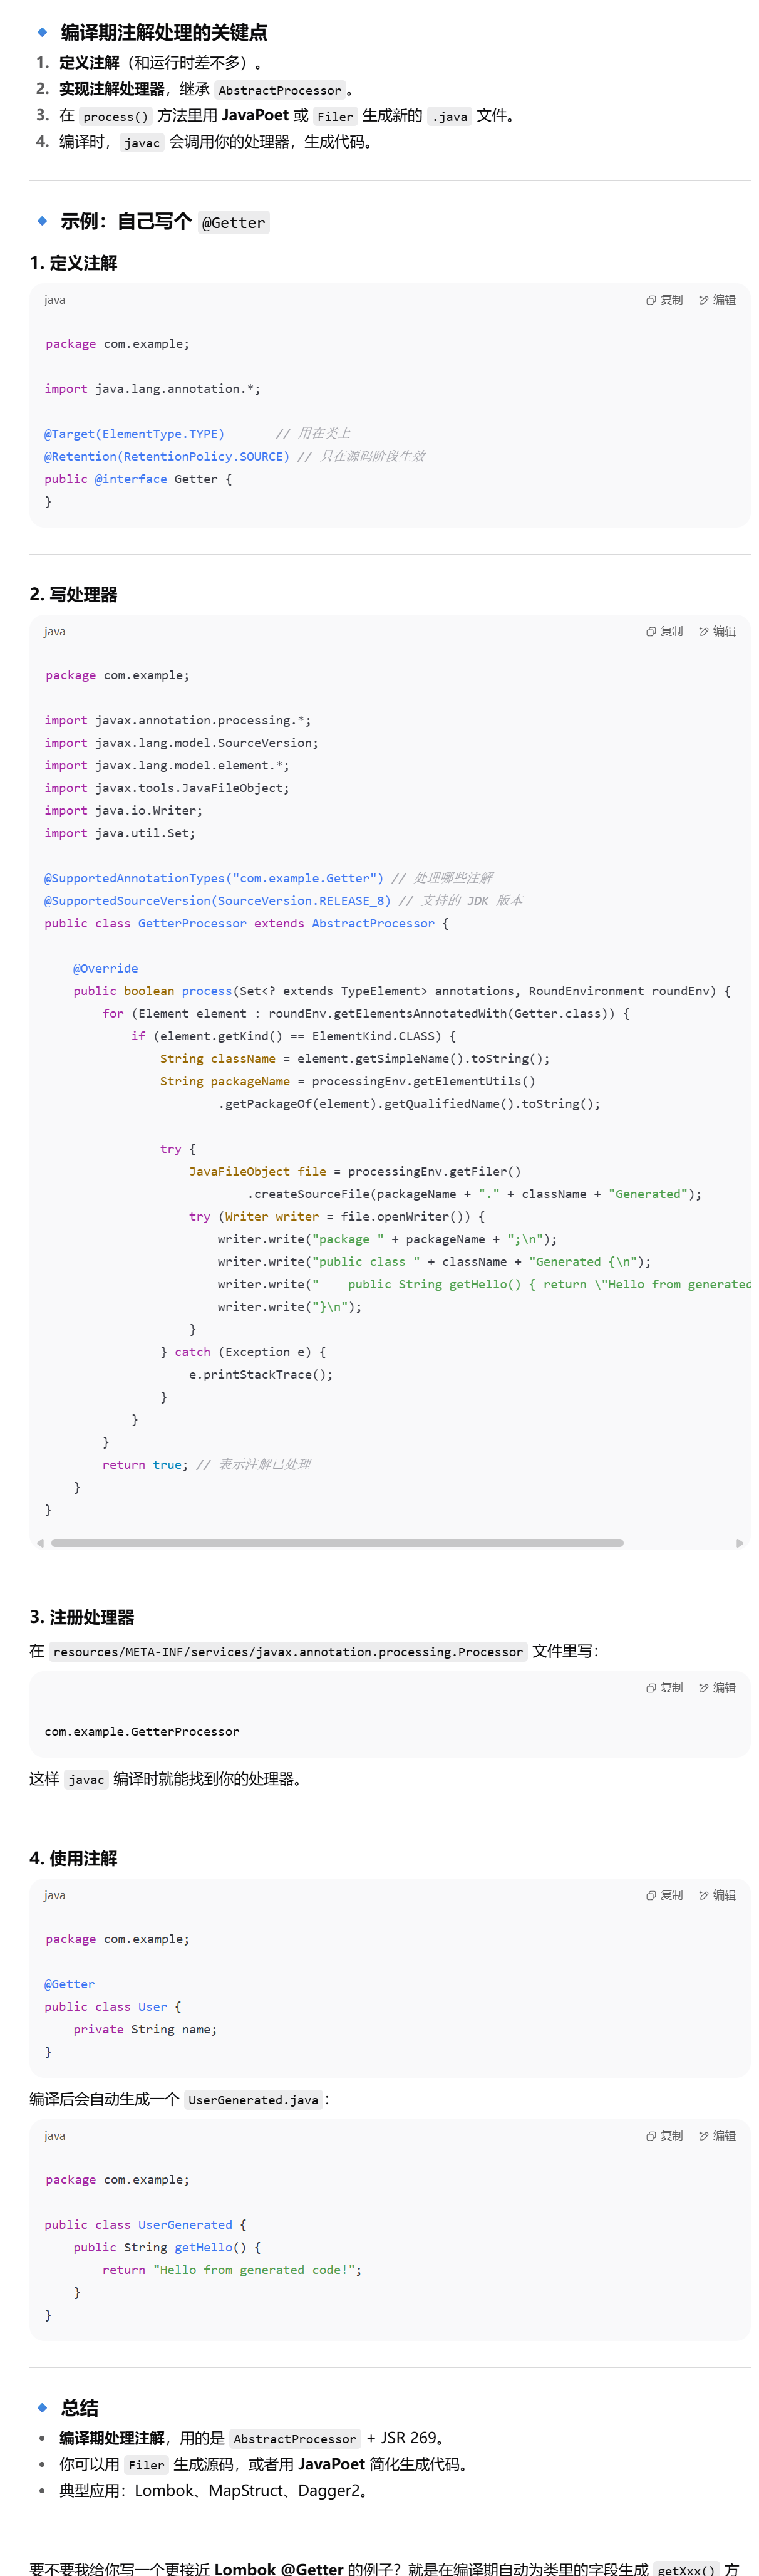 🔹 编译期注解处理的关键点
1. 定义注解（和运行时差不多）。
2. 实现注解处理器，继承 AbstractProcessor。
3. 在 process() 方法里用 JavaPoet 或 Filer 生成新的 .java 文件。
4. 编译时，javac 会调用你的处理器，生成代码。
🔹 示例：自己写个 @Getter
1. 定义注解
java 复制 编辑
package com.example;
import java.lang.annotation.*;
@Target(ElementType.TYPE)       // 用在类上
@Retention(RetentionPolicy.SOURCE) // 只在源码阶段生效
public @interface Getter {
}
2. 写处理器
java 复制 编辑
package com.example;
import javax.annotation.processing.*;
import javax.lang.model.SourceVersion;
import javax.lang.model.element.*;
import javax.tools.JavaFileObject;
import java.io.Writer;
import java.util.Set;
@SupportedAnnotationTypes("com.example.Getter") // 处理哪些注解
@SupportedSourceVersion(SourceVersion.RELEASE_8) // 支持的 JDK 版本
public class GetterProcessor extends AbstractProcessor {
    @Override
    public boolean process(Set<? extends TypeElement> annotations, RoundEnvironment roundEnv) {
        for (Element element : roundEnv.getElementsAnnotatedWith(Getter.class)) {
            if (element.getKind() == ElementKind.CLASS) {
                String className = element.getSimpleName().toString();
                String packageName = processingEnv.getElementUtils()
                        .getPackageOf(element).getQualifiedName().toString();
                try {
                    JavaFileObject file = processingEnv.getFiler()
                            .createSourceFile(packageName + "." + className + "Generated");
                    try (Writer writer = file.openWriter()) {
                        writer.write("package " + packageName + ";\n");
                        writer.write("public class " + className + "Generated {\n");
                        writer.write("    public String getHello() { return \"Hello from generated
                        writer.write("}\n");
                    }
                } catch (Exception e) {
                    e.printStackTrace();
                }
            }
        }
        return true; // 表示注解已处理
    }
}
3. 注册处理器
在 resources/META-INF/services/javax.annotation.processing.Processor 文件里写：
复制 编辑
com.example.GetterProcessor
这样 javac 编译时就能找到你的处理器。
4. 使用注解
java 复制 编辑
package com.example;
@Getter
public class User {
    private String name;
}
编译后会自动生成一个 UserGenerated.java：
java 复制 编辑
package com.example;
public class UserGenerated {
    public String getHello() {
        return "Hello from generated code!";
    }
}
🔹 总结
• 编译期处理注解，用的是 AbstractProcessor + JSR 269。
• 你可以用 Filer 生成源码，或者用 JavaPoet 简化生成代码。
• 典型应用：Lombok、MapStruct、Dagger2。
要不要我给你写一个更接近 Lombok @Getter 的例子？就是在编译期自动为类里的字段生成 getXxx() 方